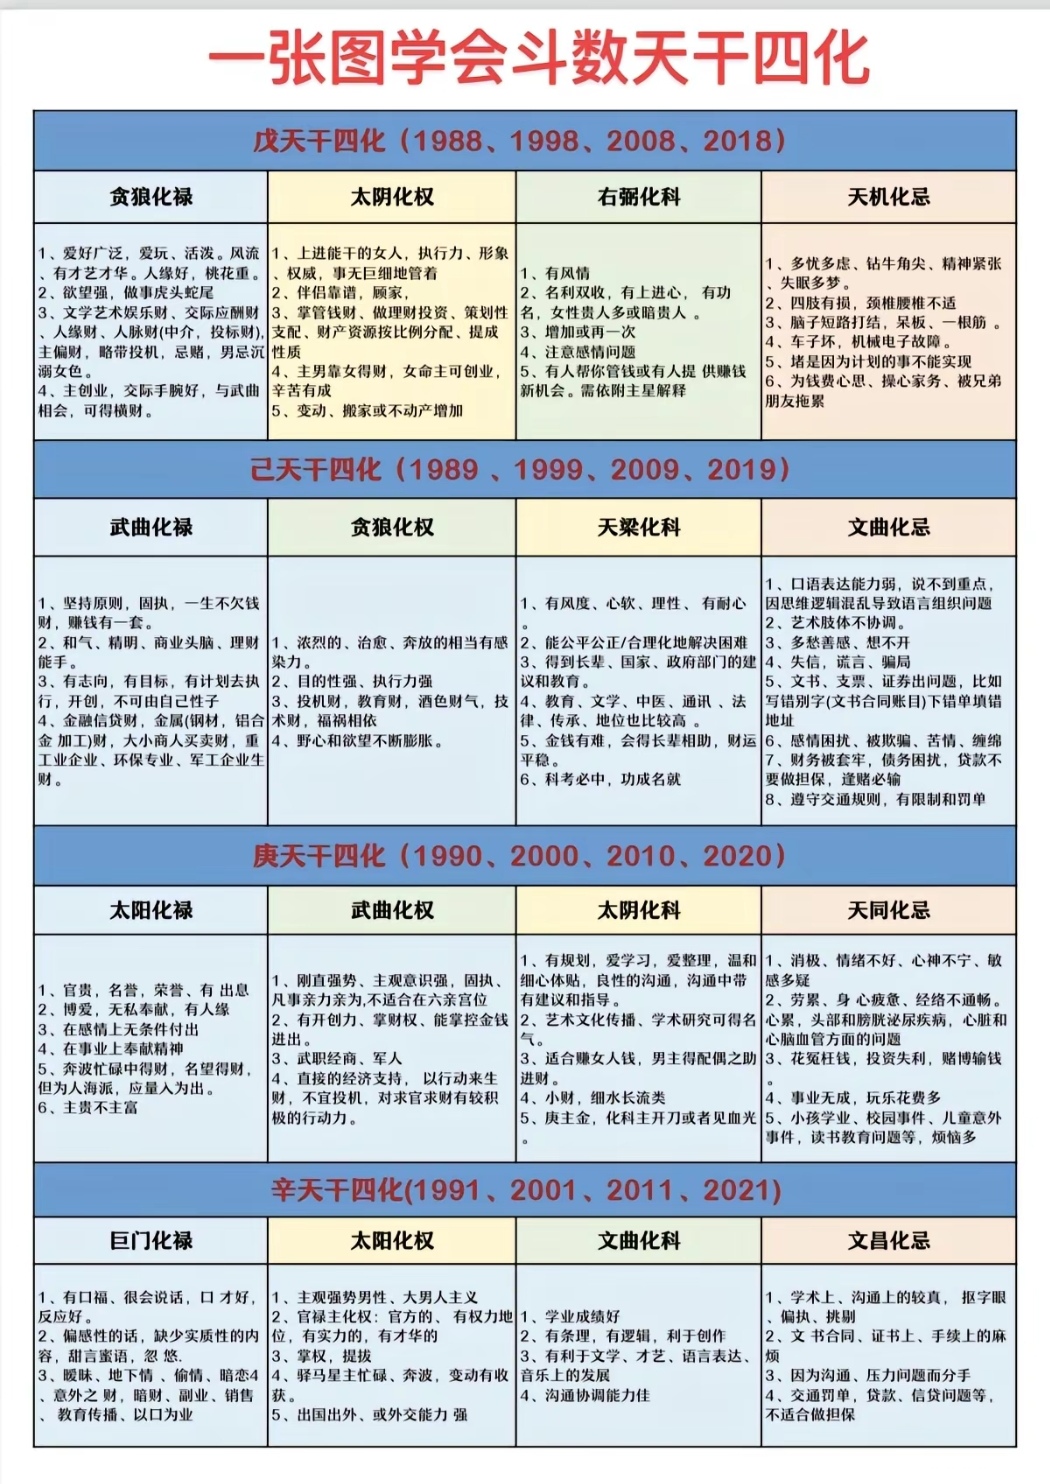 一张图学会斗数天干四化
戊天干四化（1988、1998、2008、2018）
贪狼化禄
太阴化权
右弼化科
天机化忌
1、爱好广泛，爱玩、活泼。风流
、有才艺才华。人缘好，桃花重。
2、欲望强，做事虎头蛇尾
3、文学艺术娱乐财、交际应酬财
、人缘财、人脉财(中介，投标财)，
主偏财，略带投机，忌赌，男忌沉
溺女色。
4、主创业，交际手腕好，与武曲
相会，可得横财。
1、上进能干的女人，执行力、形象
、权威，事无巨细地管着
2、伴侣靠谱，顾家，
3、掌管钱财、做理财投资、策划性
支配、财产资源按比例分配、提成
性质
4、主男靠女得财，女命主可创业，
辛苦有成
5、变动、搬家或不动产增加
1、有风情
2、名利双收，有上进心， 有功
名，女性贵人多或暗贵人 。
3、增加或再一次
4、注意感情问题
5、有人帮你管钱或有人提 供赚钱
新机会。需依附主星解释
1、多忧多虑、钻牛角尖、精神紧张
、失眠多梦。
2、四肢有损，颈椎腰椎不适
3、脑子短路打结，呆板、一根筋 。
4、车子坏，机械电子故障。
5、堵是因为计划的事不能实现
6、为钱费心思、操心家务、被兄弟
朋友拖累
己天干四化（1989 、1999、2009、2019）
武曲化禄
贪狼化权
天梁化科
文曲化忌
1、坚持原则，固执，一生不欠钱
财，赚钱有一套。
2、和气、精明、商业头脑、理财
能手。
3、有志向，有目标，有计划去执
行，开创，不可由自己性子
4、金融信贷财，金属(钢材，铝合
金 加工)财，大小商人买卖财，重
工业企业、环保专业、军工企业生
财。
1、浓烈的、治愈、奔放的相当有感
染力。
2、目的性强、执行力强
3、投机财，教育财，酒色财气，技
术财，福祸相依
4、野心和欲望不断膨胀。
1、有风度、心软、理性、 有耐心
。
2、能公平公正/合理化地解决困难
3、得到长辈、国家、政府部门的建
议和教育。
4、教育、文学、中医、通讯 、法
律、传承、地位也比较高 。
5、金钱有难，会得长辈相助，财运
平稳。
6、科考必中，功成名就
1、口语表达能力弱，说不到重点，
因思维逻辑混乱导致语言组织问题
2、艺术肢体不协调。
3、多愁善感、想不开
4、失信，谎言、骗局
5、文书、支票、证券出问题，比如
写错别字(文书合同账目)下错单填错
地址
6、感情困扰、被欺骗、苦情、缠绵
7、财务被套牢，债务困扰，贷款不
要做担保，逢赌必输
8、遵守交通规则，有限制和罚单
庚天干四化（1990、2000、2010、2020）
太阳化禄
武曲化权
太阴化科
天同化忌
1、官贵，名誉，荣誉、有 出息
2、博爱，无私奉献，有人缘
3、在感情上无条件付出
4、在事业上奉献精神
5、奔波忙碌中得财，名望得财，
但为人海派，应量入为出。
6、主贵不主富
1、刚直强势、主观意识强，固执、
凡事亲力亲为,不适合在六亲宫位
2、有开创力、掌财权、能掌控金钱
进出。
3、武职经商、军人
4、直接的经济支持， 以行动来生
财，不宜投机，对求官求财有较积
极的行动力。
1、有规划，爱学习，爱整理，温和
细心体贴，良性的沟通，沟通中带
有建议和指导。
2、艺术文化传播、学术研究可得名
气。
3、适合赚女人钱，男主得配偶之助
进财。
4、小财，细水长流类
5、庚主金，化科主开刀或者见血光
。
1、消极、情绪不好、心神不宁、敏
感多疑
2、劳累、身 心疲惫、经络不通畅。
心累，头部和膀胱泌尿疾病，心脏和
心脑血管方面的问题
3、花冤枉钱，投资失利，赌博输钱
。
4、事业无成，玩乐花费多
5、小孩学业、校园事件、儿童意外
事件，读书教育问题等，烦恼多
辛天干四化(1991、2001、2011、2021)
巨门化禄
太阳化权
文曲化科
文昌化忌
1、有口福、很会说话，口 才好，
反应好。
2、偏感性的话，缺少实质性的内
容，甜言蜜语，忽 悠.
3、暧昧、地下情 、偷情、暗恋4
、意外之 财，暗财、副业、销售
、 教育传播、以口为业
1、主观强势男性、大男人主义
2、官禄主化权：官方的、 有权力地
位，有实力的，有才华的
3、掌权，提拔
4、驿马星主忙碌、奔波，变动有收
获。
5、出国出外、或外交能力 强
1、学业成绩好
2、有条理，有逻辑，利于创作
3、有利于文学、才艺、语言表达、
音乐上的发展
4、沟通协调能力佳
1、学术上、沟通上的较真， 抠字眼
、偏执、挑剔
2、文 书合同、证书上、手续上的麻
烦
3、因为沟通、压力问题而分手
4、交通罚单，贷款、信贷问题等，
不适合做担保